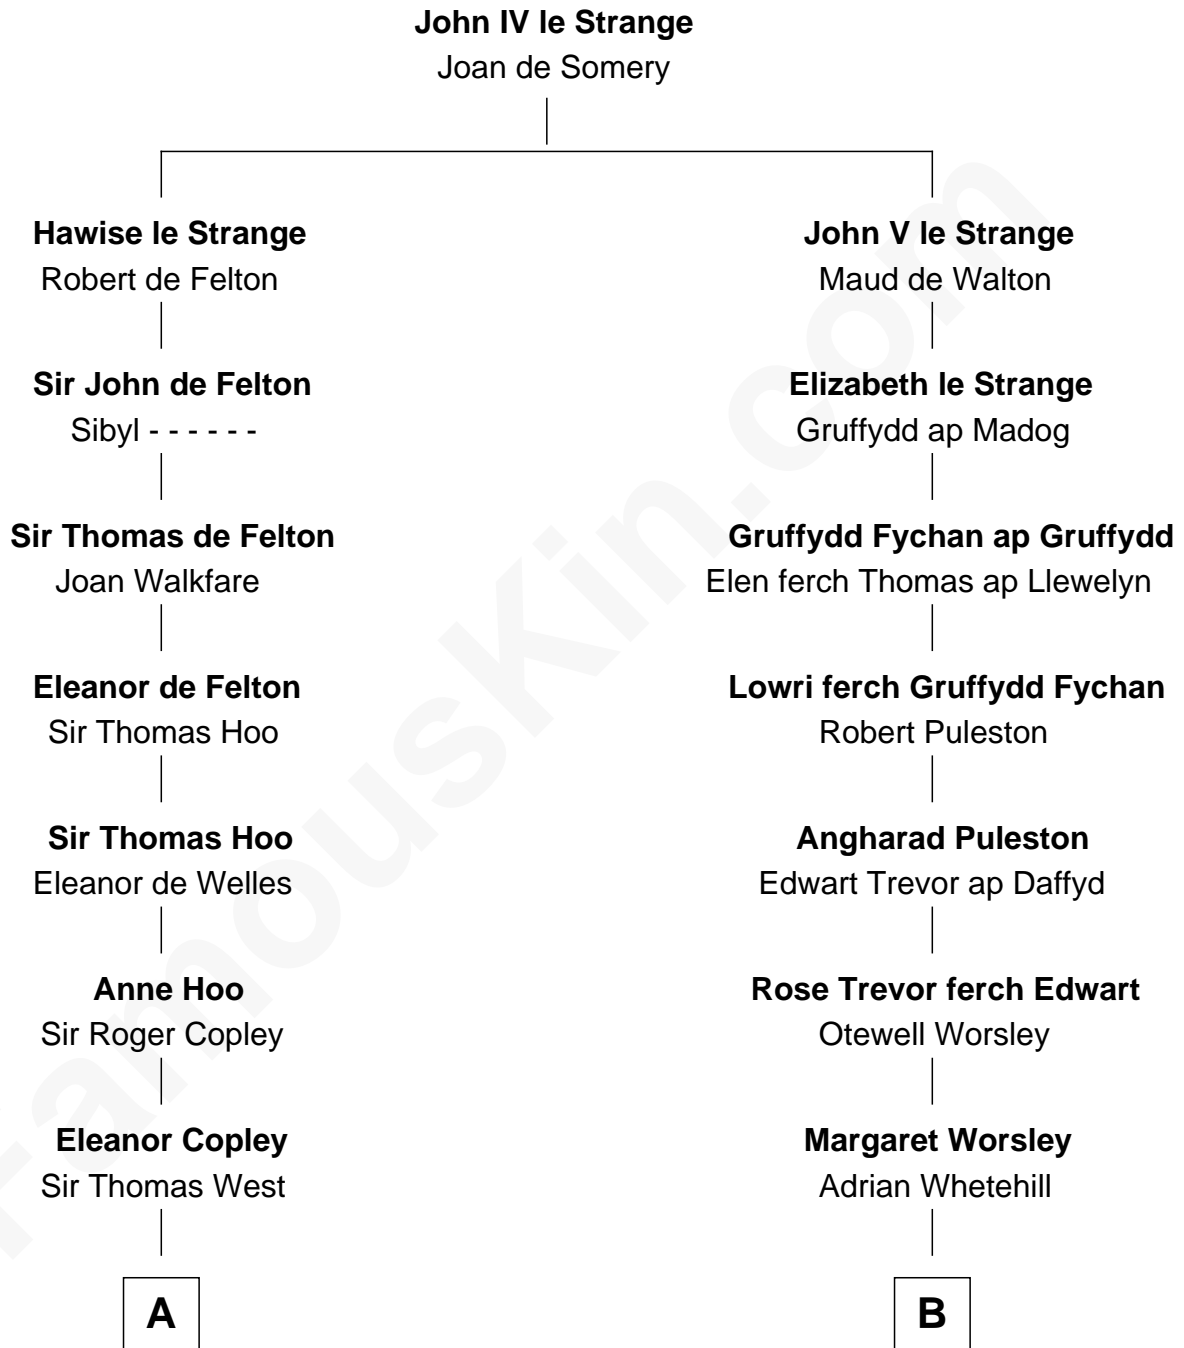 John IV le Strange
Joan de Somery
Hawise le Strange
Robert de Felton
John V le Strange
Maud de Walton
Sir John de Felton
Sibyl - - - - - -
Elizabeth le Strange
Gruffydd ap Madog
Sir Thomas de Felton
Joan Walkfare
Gruffydd Fychan ap Gruffydd
Elen ferch Thomas ap Llewelyn
Eleanor de Felton
Sir Thomas Hoo
Lowri ferch Gruffydd Fychan
Robert Puleston
Sir Thomas Hoo
Eleanor de Welles
Angharad Puleston
Edwart Trevor ap Daffyd
Anne Hoo
Sir Roger Copley
Rose Trevor ferch Edwart
Otewell Worsley
Eleanor Copley
Sir Thomas West
Margaret Worsley
Adrian Whetehill
A
B
FamousKin.com